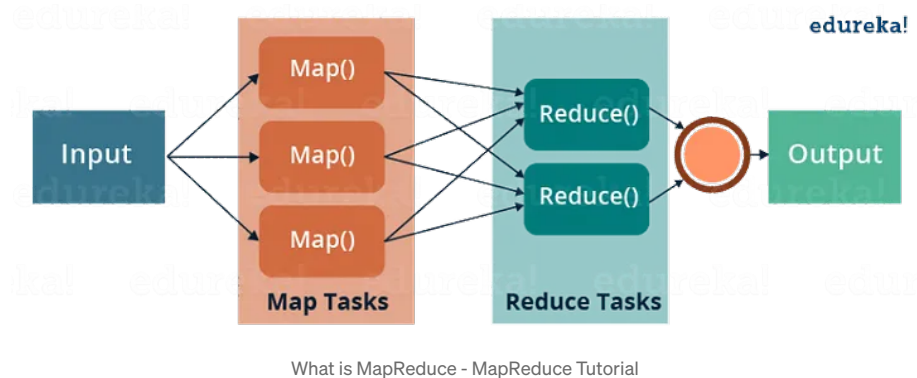 edureka!
Input
Map()
Map()
Map()
Map Tasks
Reduce()
Reduce()
Reduce Tasks
Output
What is MapReduce - MapReduce Tutorial